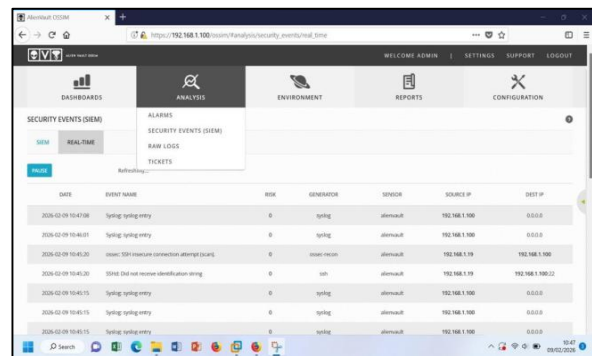 AlienVault OSSIM
https://192.168.1.100/ossim/#analysis/security_events/real_time
WELCOME ADMIN | SETTINGS SUPPORT LOGOUT
DASHBOARDS ANALYSIS ENVIRONMENT REPORTS CONFIGURATION
ALARMS
SECURITY EVENTS (SIEM)
RAW LOGS
TICKETS
SECURITY EVENTS (SIEM)
SIEM REAL-TIME
PAUSE Refreshing...
DATE EVENT NAME RISK GENERATOR SENSOR SOURCE IP DEST IP
2026-02-09 10:47:08 Syslog: syslog entry 0 syslog alienvault 192.168.1.100 0.0.0.0
2026-02-09 10:46:01 Syslog: syslog entry 0 syslog alienvault 192.168.1.100 0.0.0.0
2026-02-09 10:45:20 ossec: SSH insecure connection attempt (scan). 0 ossec-recon alienvault 192.168.1.19 192.168.1.100
2026-02-09 10:45:20 SSHd: Did not receive identification string 0 ssh alienvault 192.168.1.19 192.168.1.100:22
2026-02-09 10:45:15 Syslog: syslog entry 0 syslog alienvault 192.168.1.100 0.0.0.0
2026-02-09 10:45:15 Syslog: syslog entry 0 syslog alienvault 192.168.1.100 0.0.0.0
2026-02-09 10:45:15 Syslog: syslog entry 0 syslog alienvault 192.168.1.100 0.0.0.0
Search
10:47
09/02/2026